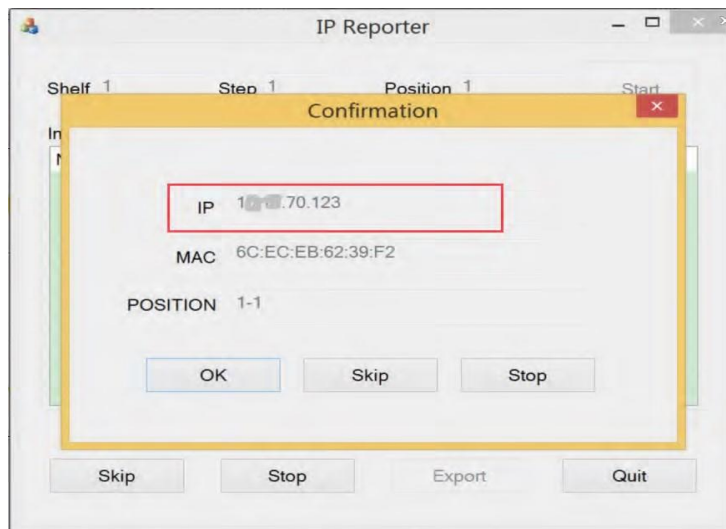 IP Reporter
Shelf 1 Step 1 Position 1 Start
Confirmation
IP .70.123
MAC 6C:EC:EB:62:39:F2
POSITION 1-1
OK Skip Stop
Skip Stop Export Quit